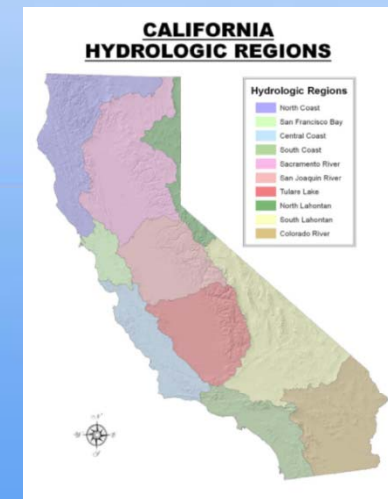 CALIFORNIA
HYDROLOGIC REGIONS
Hydrologic Regions
North Coast
San Francisco Bay
Central Coast
South Coast
Sacramento River
San Joaquin River
Tulare Lake
North Lahontan
South Lahontan
Colorado River
N